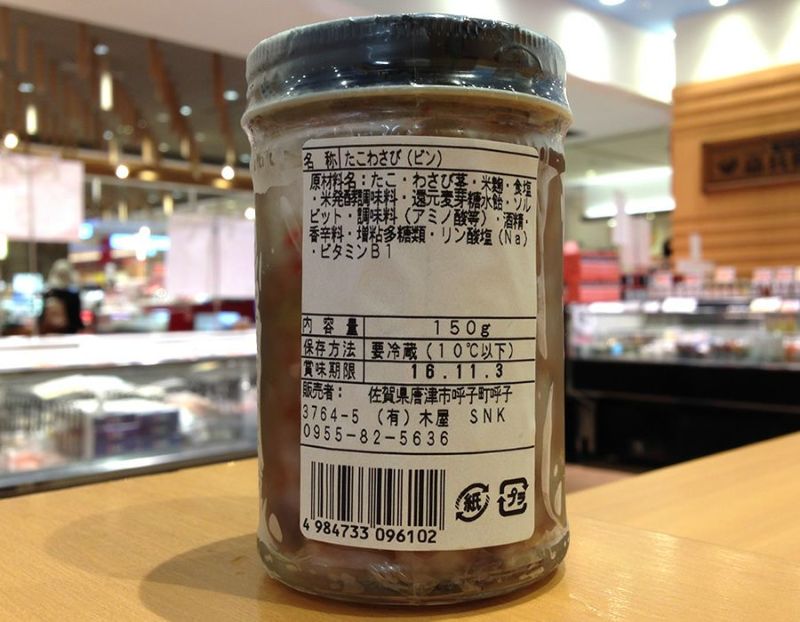 名 称 たこわさび（ビン）
原材料名：たこ・わさび茎・米麹・食塩
・米発酵調味料・還元麦芽糖水飴・ソル
ビット・調味料（アミノ酸等）・酒精・
香辛料・増粘多糖類・リン酸塩（Na）
・ビタミンB1
内 容 量 150g
保存方法 要冷蔵（10℃以下）
賞味期限 16.11.3
販売者： 佐賀県唐津市呼子町呼子
3764-5 （有）木屋 SNK
0955-82-5636
紙 プラ
4 984733 096102